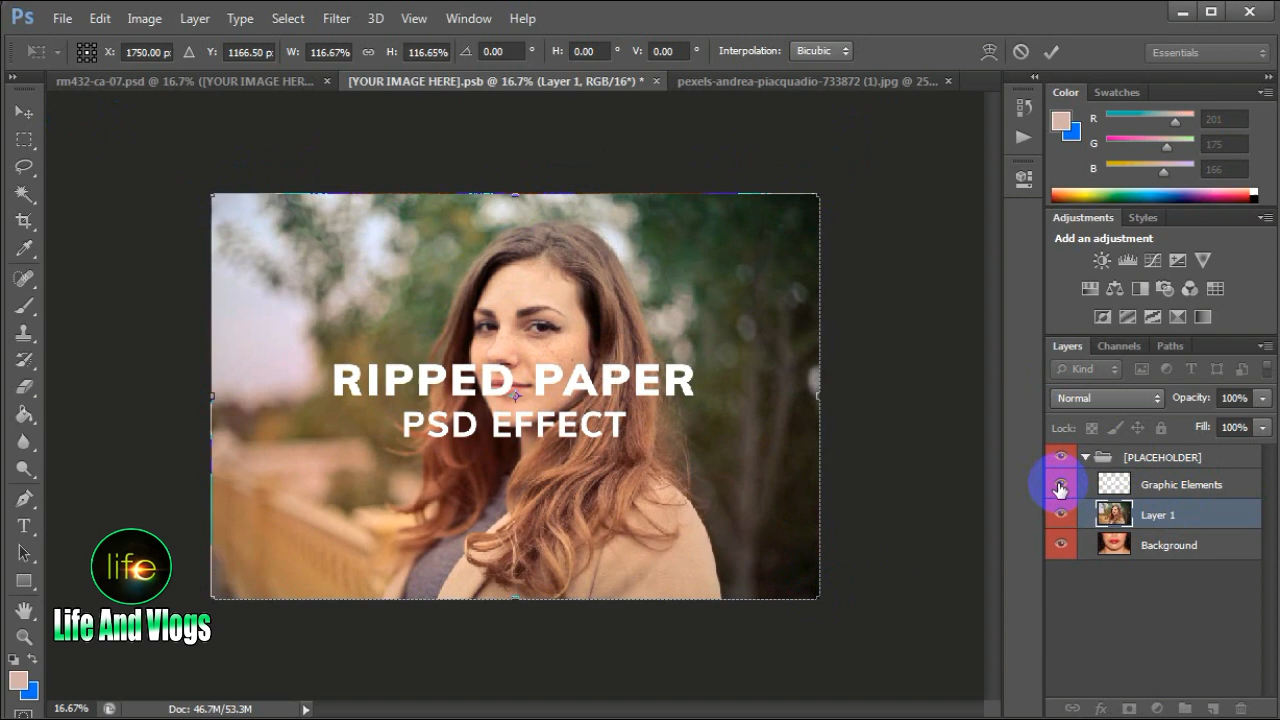 Ps File Edit Image Layer Type Select Filter 3D View Window Help
X: 1750.00 p: Y: 1166.50 p: W: 116.67% H: 116.65% 0.00 ° H: 0.00 ° V: 0.00 ° Interpolation: Bicubic Essentials
rm432-ca-07.psd @ 16.7% ([YOUR IMAGE HER... × [YOUR IMAGE HERE].psb @ 16.7% (Layer 1, RGB/16*) * × pexels-andrea-piacquadio-733872 (1).jpg @ 25... ×
Color Swatches
R 201
G 175
B 166
Adjustments Styles
Add an adjustment
Layers Channels Paths
Kind
Normal Opacity: 100%
Lock: Fill: 100%
[PLACEHOLDER]
Graphic Elements
Layer 1
Background
RIPPED PAPER
PSD EFFECT
life
Life And Vlogs
16.67% Doc: 46.7M/53.3M